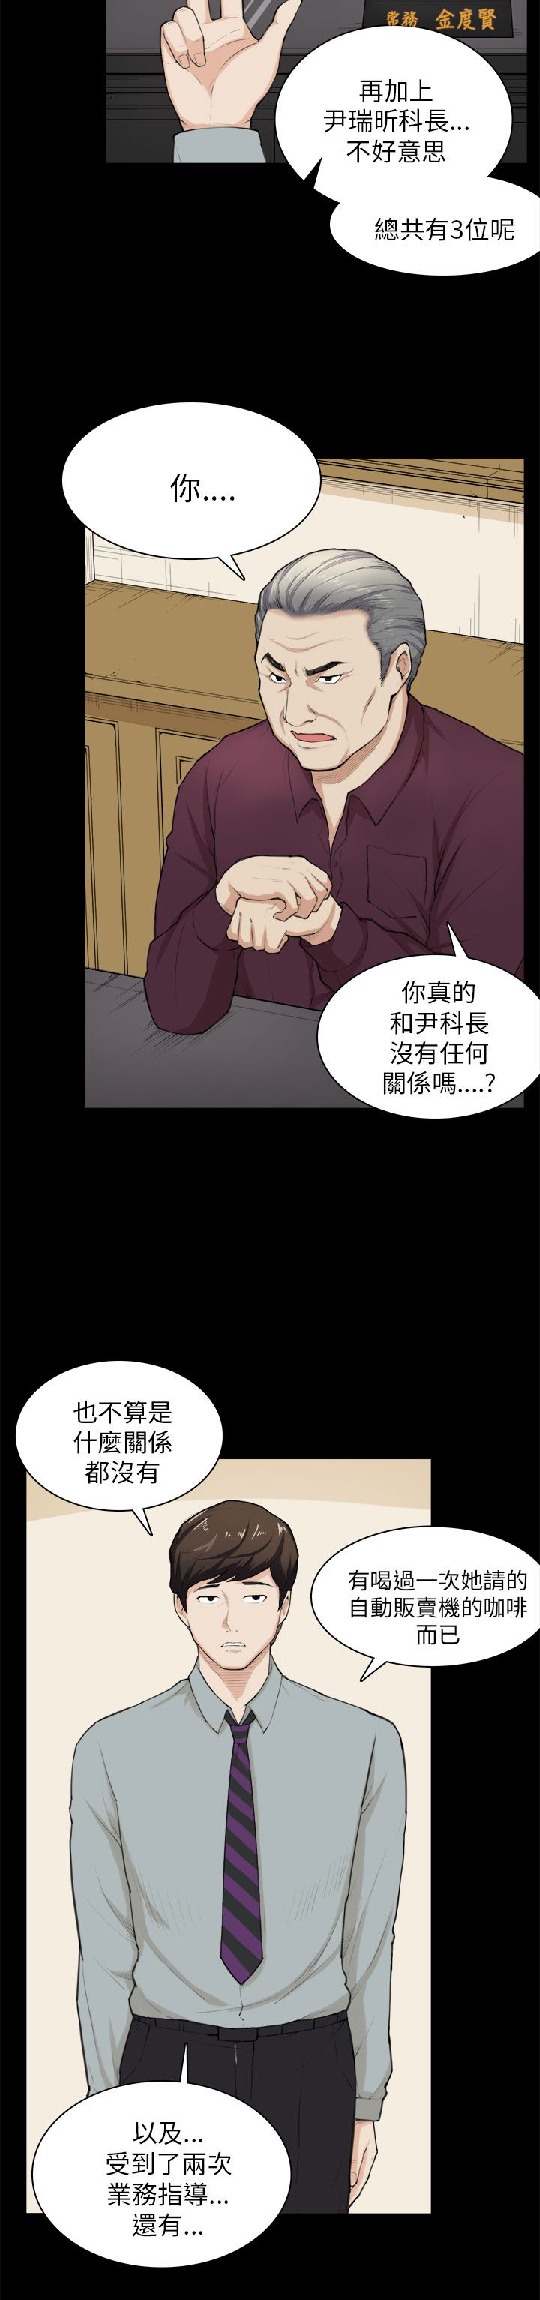 常務 金度賢
再加上
尹瑞昕科長...
不好意思
總共有3位呢
你....
你真的
和尹科長
沒有任何
關係嗎....?
也不算是
什麼關係
都沒有
有喝過一次她請的
自動販賣機的咖啡
而已
以及...
受到了兩次
業務指導...
還有...